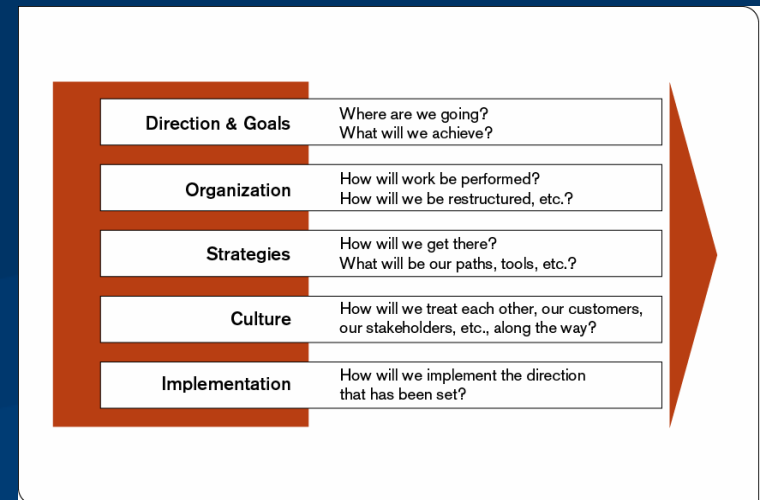 Direction & Goals
Where are we going?
What will we achieve?
Organization
How will work be performed?
How will we be restructured, etc.?
Strategies
How will we get there?
What will be our paths, tools, etc.?
Culture
How will we treat each other, our customers,
our stakeholders, etc., along the way?
Implementation
How will we implement the direction
that has been set?